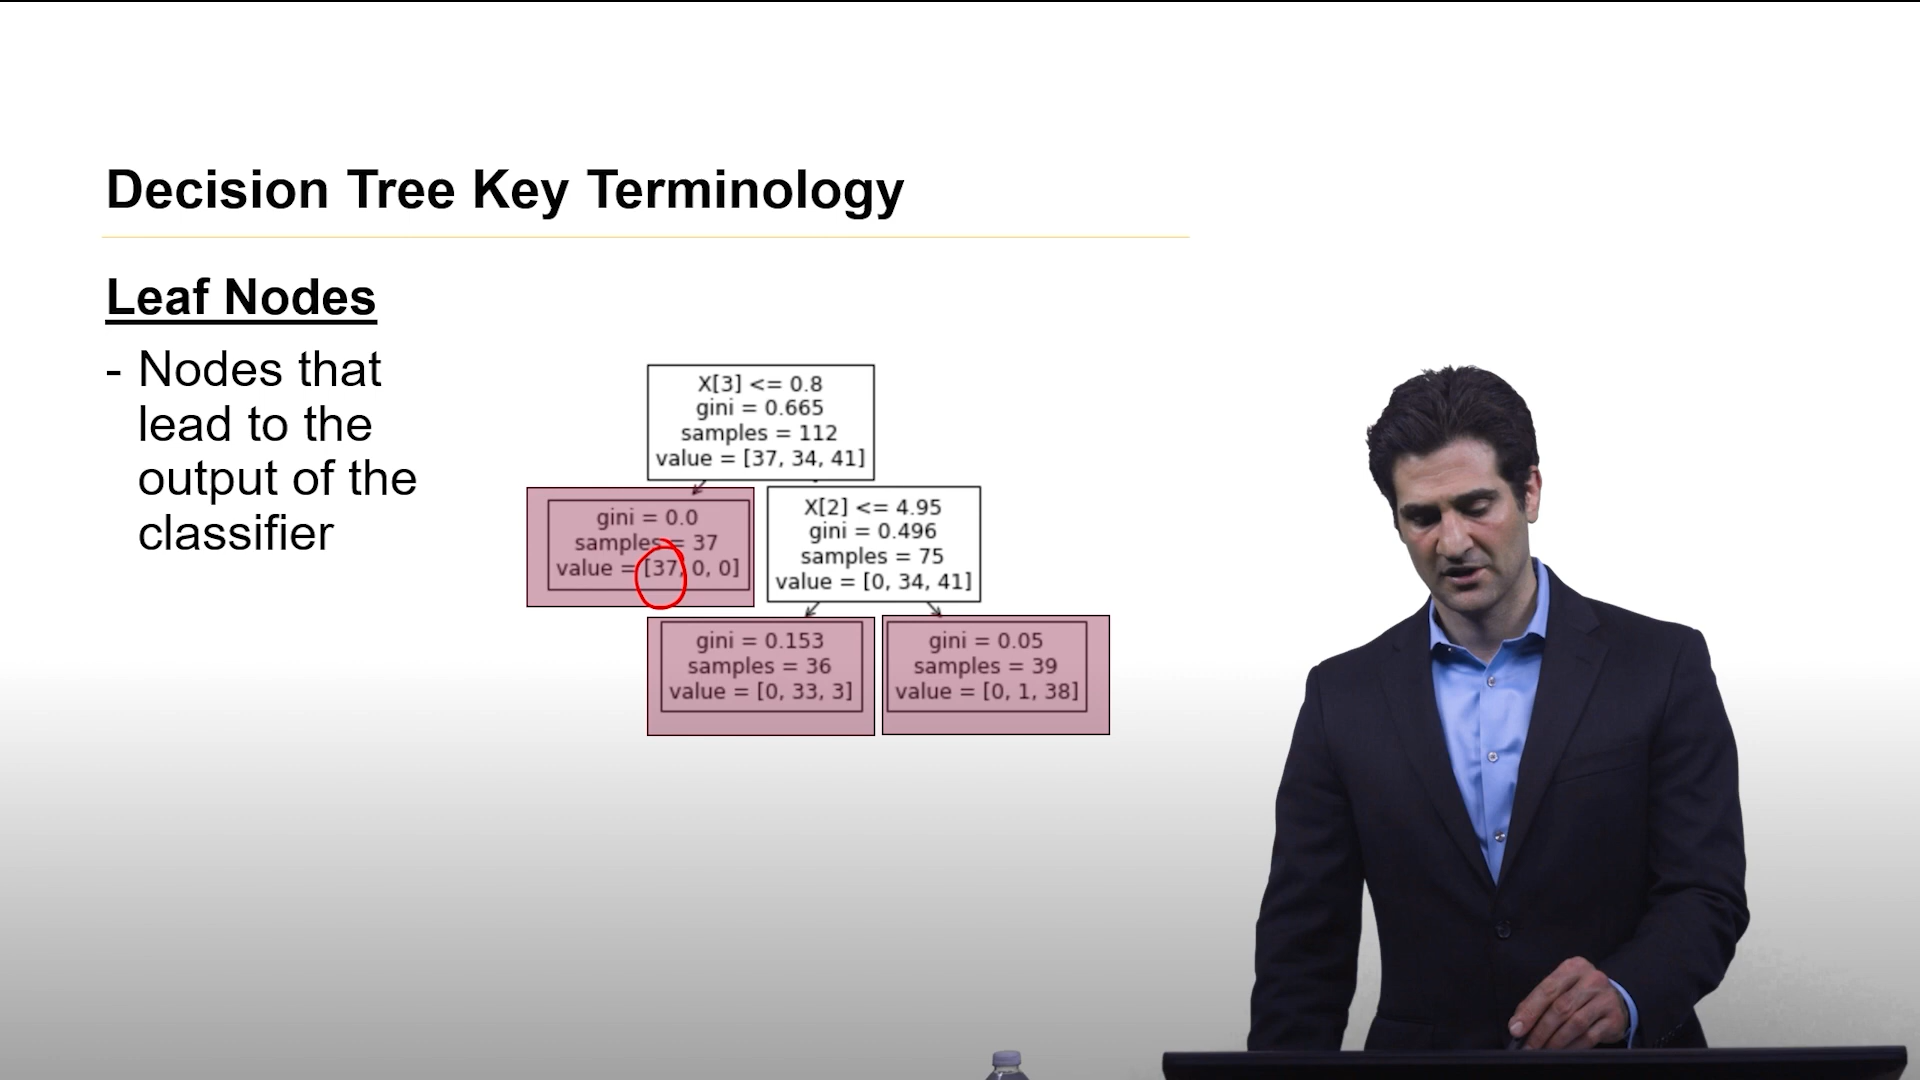 Decision Tree Key Terminology
Leaf Nodes
- Nodes that
lead to the
output of the
classifier
X[3] <= 0.8
gini = 0.665
samples = 112
value = [37, 34, 41]
gini = 0.0
samples = 37
value = [37, 0, 0]
X[2] <= 4.95
gini = 0.496
samples = 75
value = [0, 34, 41]
gini = 0.153
samples = 36
value = [0, 33, 3]
gini = 0.05
samples = 39
value = [0, 1, 38]